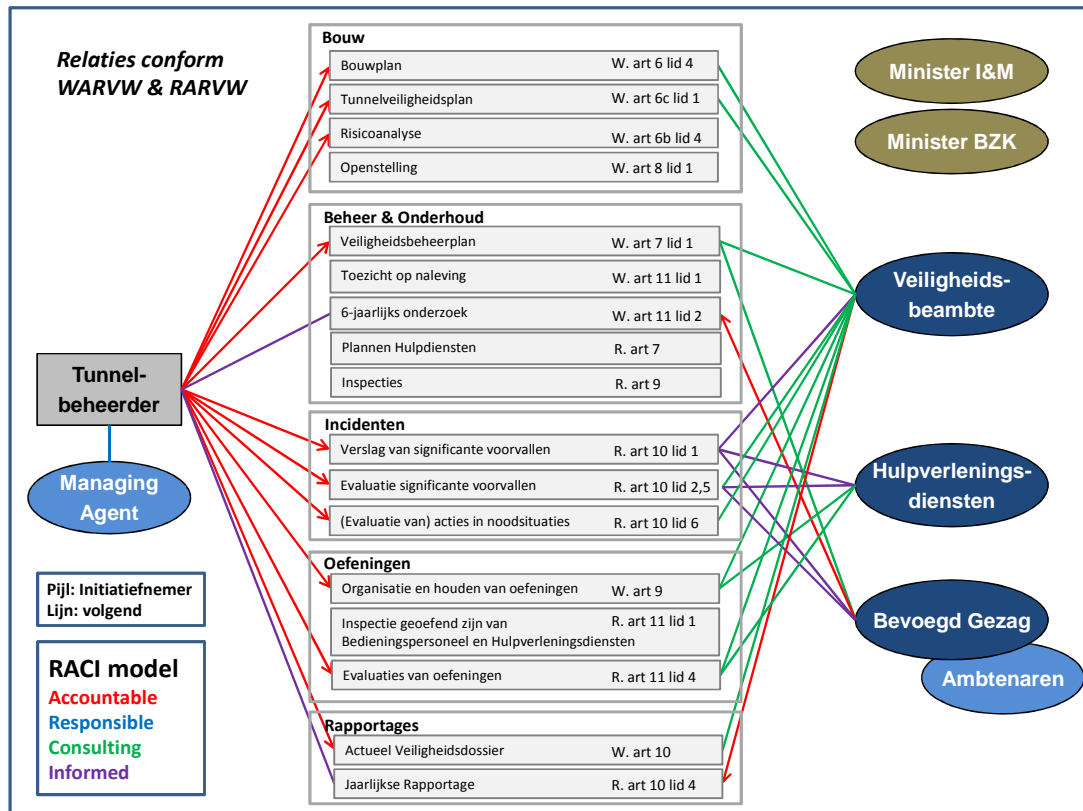 Relaties conform
WARVW & RARVW
Bouw
Bouwplan W. art 6 lid 4
Tunnelveiligheidsplan W. art 6c lid 1
Risicoanalyse W. art 6b lid 4
Openstelling W. art 8 lid 1
Beheer & Onderhoud
Veiligheidsbeheerplan W. art 7 lid 1
Toezicht op naleving W. art 11 lid 1
6-jaarlijks onderzoek W. art 11 lid 2
Plannen Hulpdiensten R. art 7
Inspecties R. art 9
Incidenten
Verslag van significante voorvallen R. art 10 lid 1
Evaluatie significante voorvallen R. art 10 lid 2,5
(Evaluatie van) acties in noodsituaties R. art 10 lid 6
Oefeningen
Organisatie en houden van oefeningen W. art 9
Inspectie geoefend zijn van R. art 11 lid 1
Bedieningspersoneel en Hulpverleningsdiensten
Evaluaties van oefeningen R. art 11 lid 4
Rapportages
Actueel Veiligheidsdossier W. art 10
Jaarlijkse Rapportage R. art 10 lid 4
Tunnel-
beheerder
Managing
Agent
Pijl: Initiatiefnemer
Lijn: volgend
RACI model
Accountable
Responsible
Consulting
Informed
Minister I&M
Minister BZK
Veiligheids-
beambte
Hulpverlenings-
diensten
Bevoegd Gezag
Ambtenaren